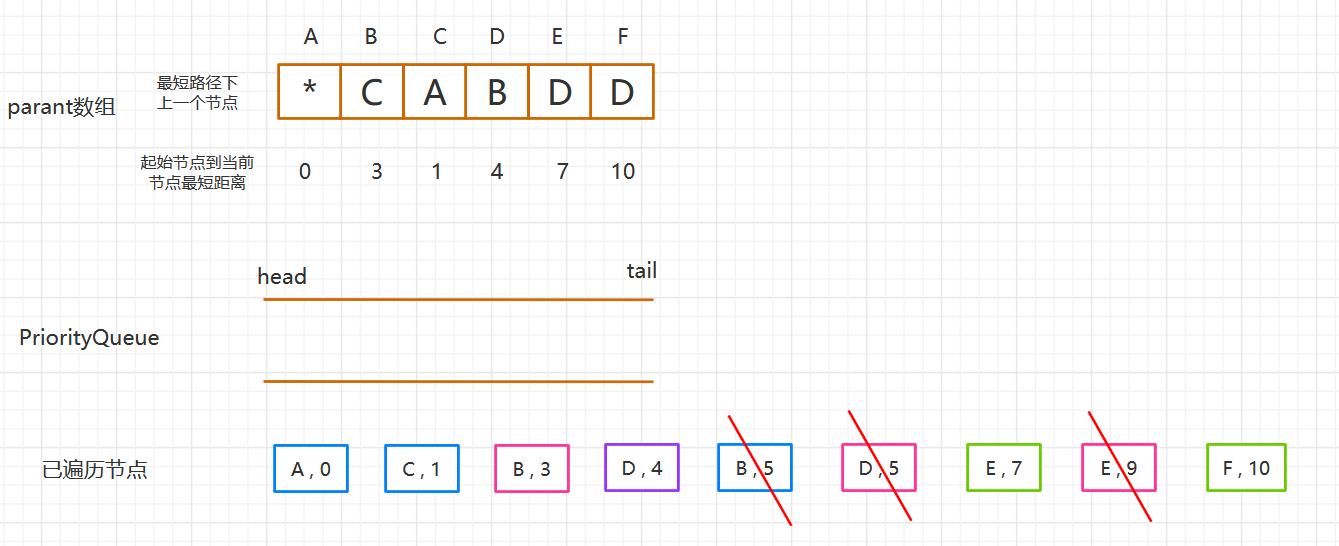 A B C D E F
最短路径下
上一个节点
parant数组
* C A B D D
起始节点到当前
节点最短距离
0 3 1 4 7 10
head
tail
PriorityQueue
已遍历节点
A , 0
C , 1
B , 3
D , 4
B , 5
D , 5
E , 7
E , 9
F , 10